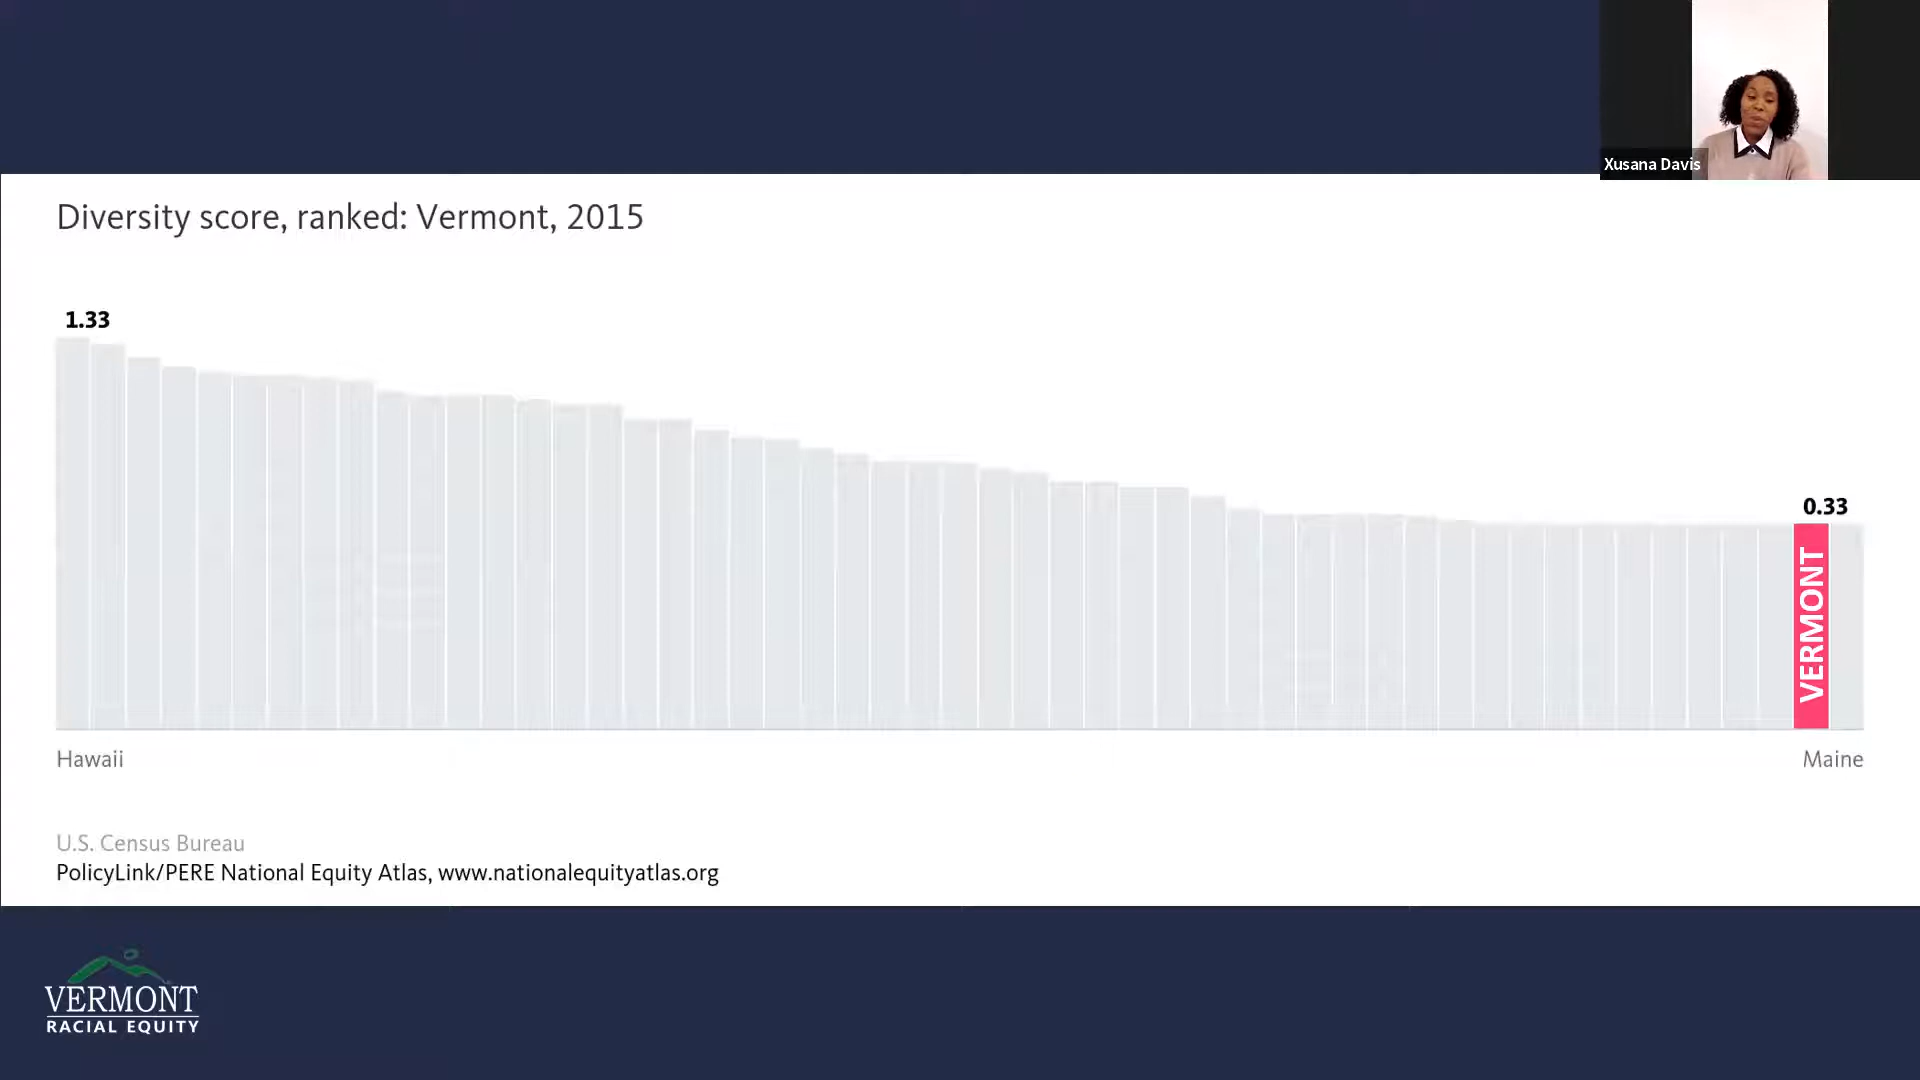 Xusana Davis
Diversity score, ranked: Vermont, 2015
1.33
0.33
VERMONT
Hawaii
Maine
U.S. Census Bureau
PolicyLink/PERE National Equity Atlas, www.nationalequityatlas.org
VERMONT
RACIAL EQUITY